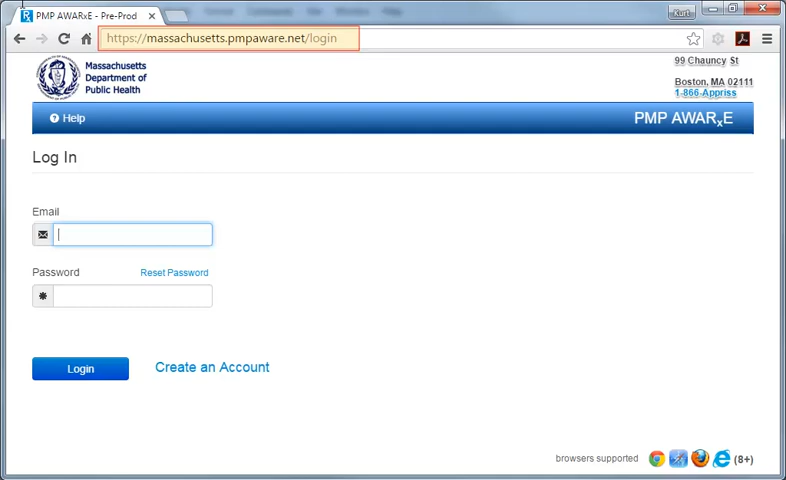 PMP AWARxE - Pre-Prod
Kurt
https://massachusetts.pmpaware.net/login
Massachusetts
Department of
Public Health
99 Chauncy St
Boston, MA 02111
1-866-Appriss
Help
PMP AWARxE
Log In
Email
Password
Reset Password
Login
Create an Account
browsers supported
(8+)